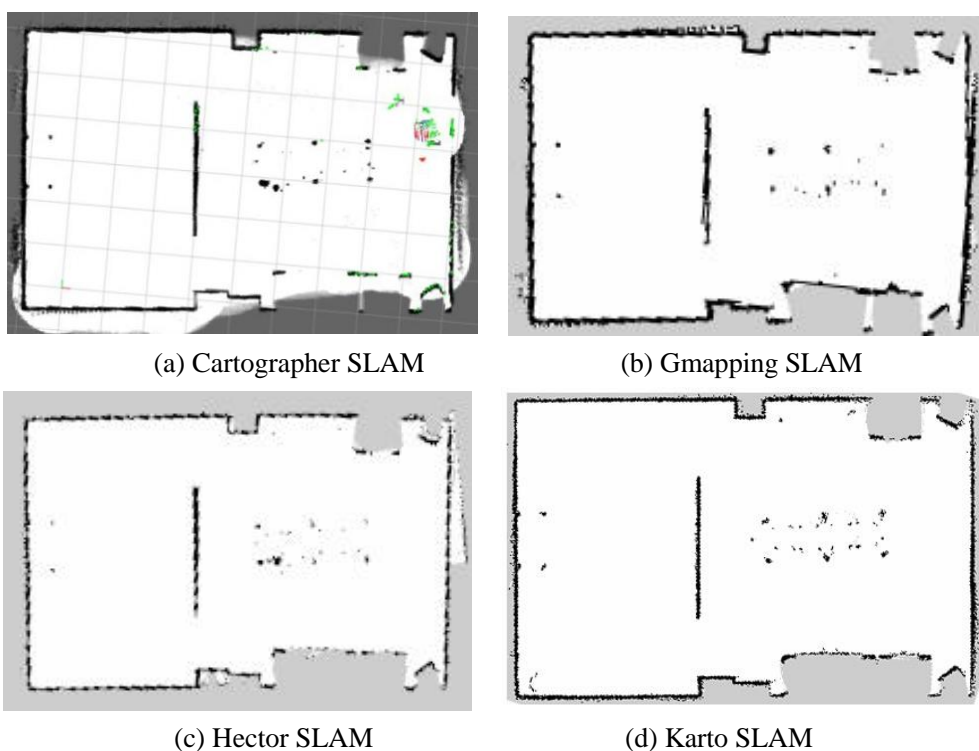 (a) Cartographer SLAM
(b) Gmapping SLAM
(c) Hector SLAM
(d) Karto SLAM